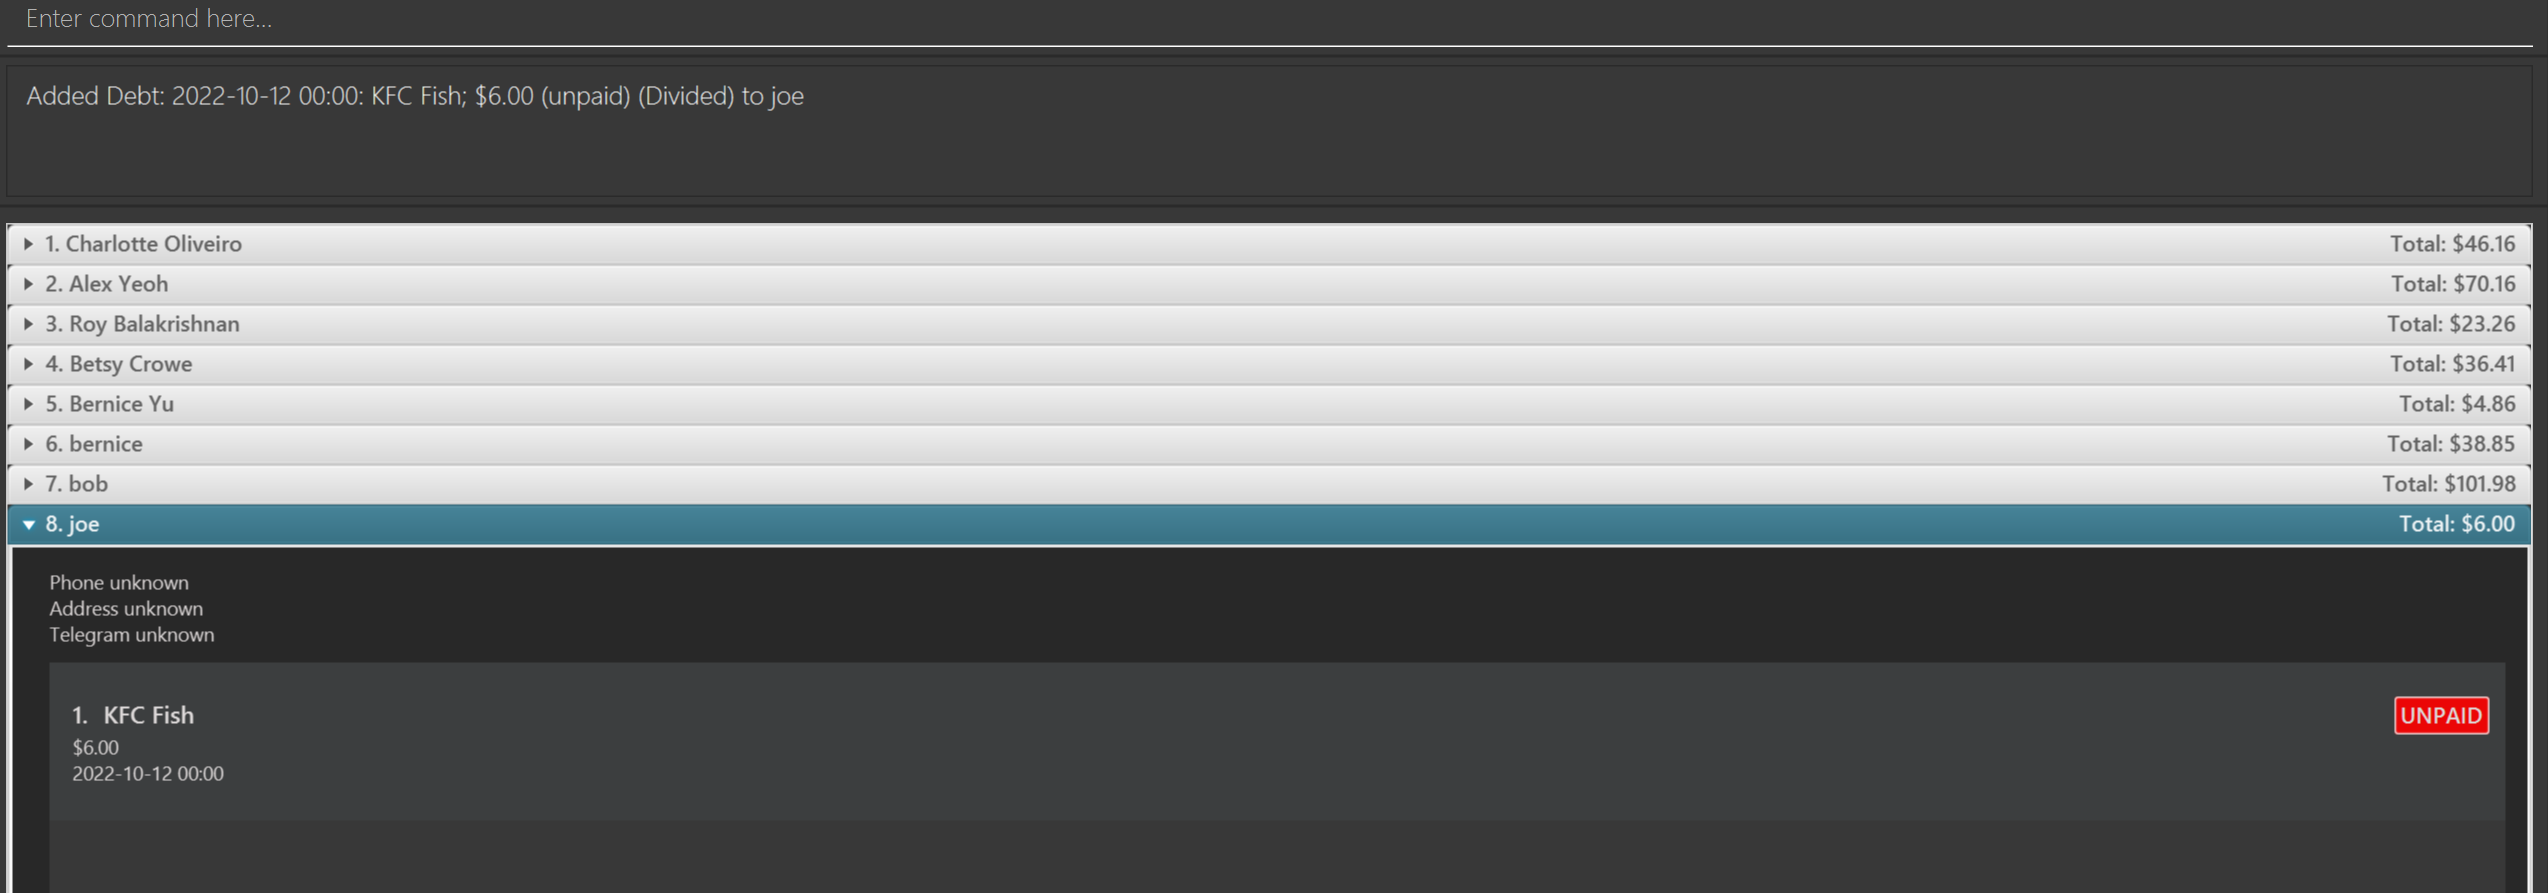 Enter command here...
Added Debt: 2022-10-12 00:00: KFC Fish; $6.00 (unpaid) (Divided) to joe
1. Charlotte Oliveiro Total: $46.16
2. Alex Yeoh Total: $70.16
3. Roy Balakrishnan Total: $23.26
4. Betsy Crowe Total: $36.41
5. Bernice Yu Total: $4.86
6. bernice Total: $38.85
7. bob Total: $101.98
8. joe Total: $6.00
Phone unknown
Address unknown
Telegram unknown
1. KFC Fish UNPAID
$6.00
2022-10-12 00:00